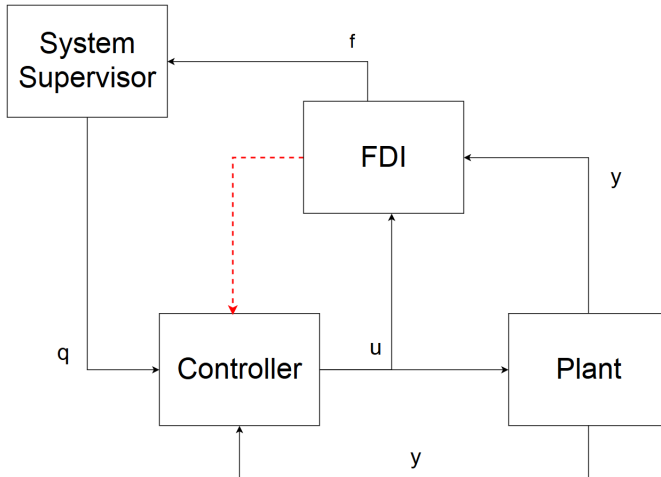 System
Supervisor
f
FDI
y
q
Controller
u
Plant
y